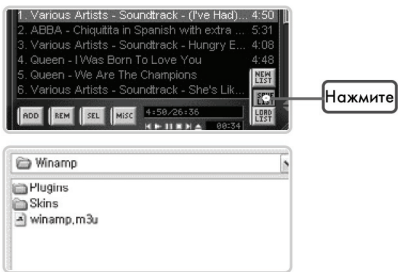 1. Various Artists - Soundtrack - (I've Had)... 4:50
2. ABBA - Chiquitita in Spanish with extra ... 5:31
3. Various Artists - Soundtrack - Hungry E... 4:08
4. Queen - I Was Born To Love You 4:48
5. Queen - We Are The Champions
6. Various Artists - Soundtrack - She's Lik...
NEW LIST
SAVE
LOAD LIST
ADD REM SEL MISC 4:50/26:36
00:34
Нажмите
Winamp
Plugins
Skins
winamp.m3u